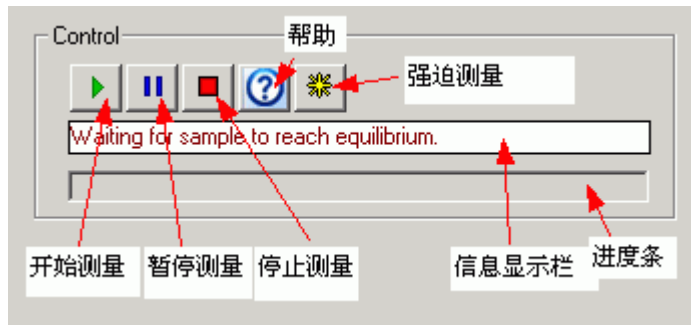 Control
帮助
强迫测量
Waiting for sample to reach equilibrium.
开始测量
暂停测量
停止测量
信息显示栏
进度条